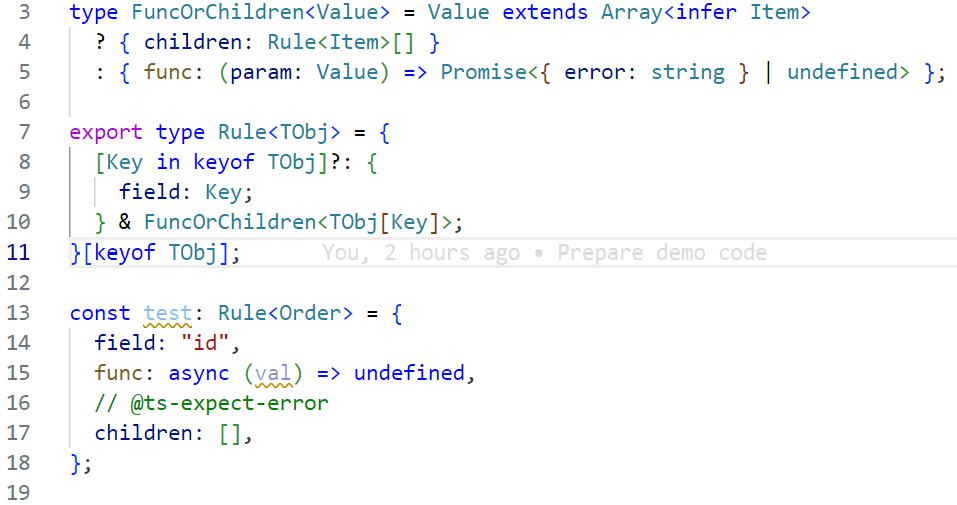 3 type FuncOrChildren<Value> = Value extends Array<infer Item>
4   ? { children: Rule<Item>[] }
5   : { func: (param: Value) => Promise<{ error: string } | undefined> };
6
7 export type Rule<TObj> = {
8   [Key in keyof TObj]?: {
9     field: Key;
10   } & FuncOrChildren<TObj[Key]>;
11 }[keyof TObj];       You, 2 hours ago • Prepare demo code
12
13 const test: Rule<Order> = {
14   field: "id",
15   func: async (val) => undefined,
16   // @ts-expect-error
17   children: [],
18 };
19